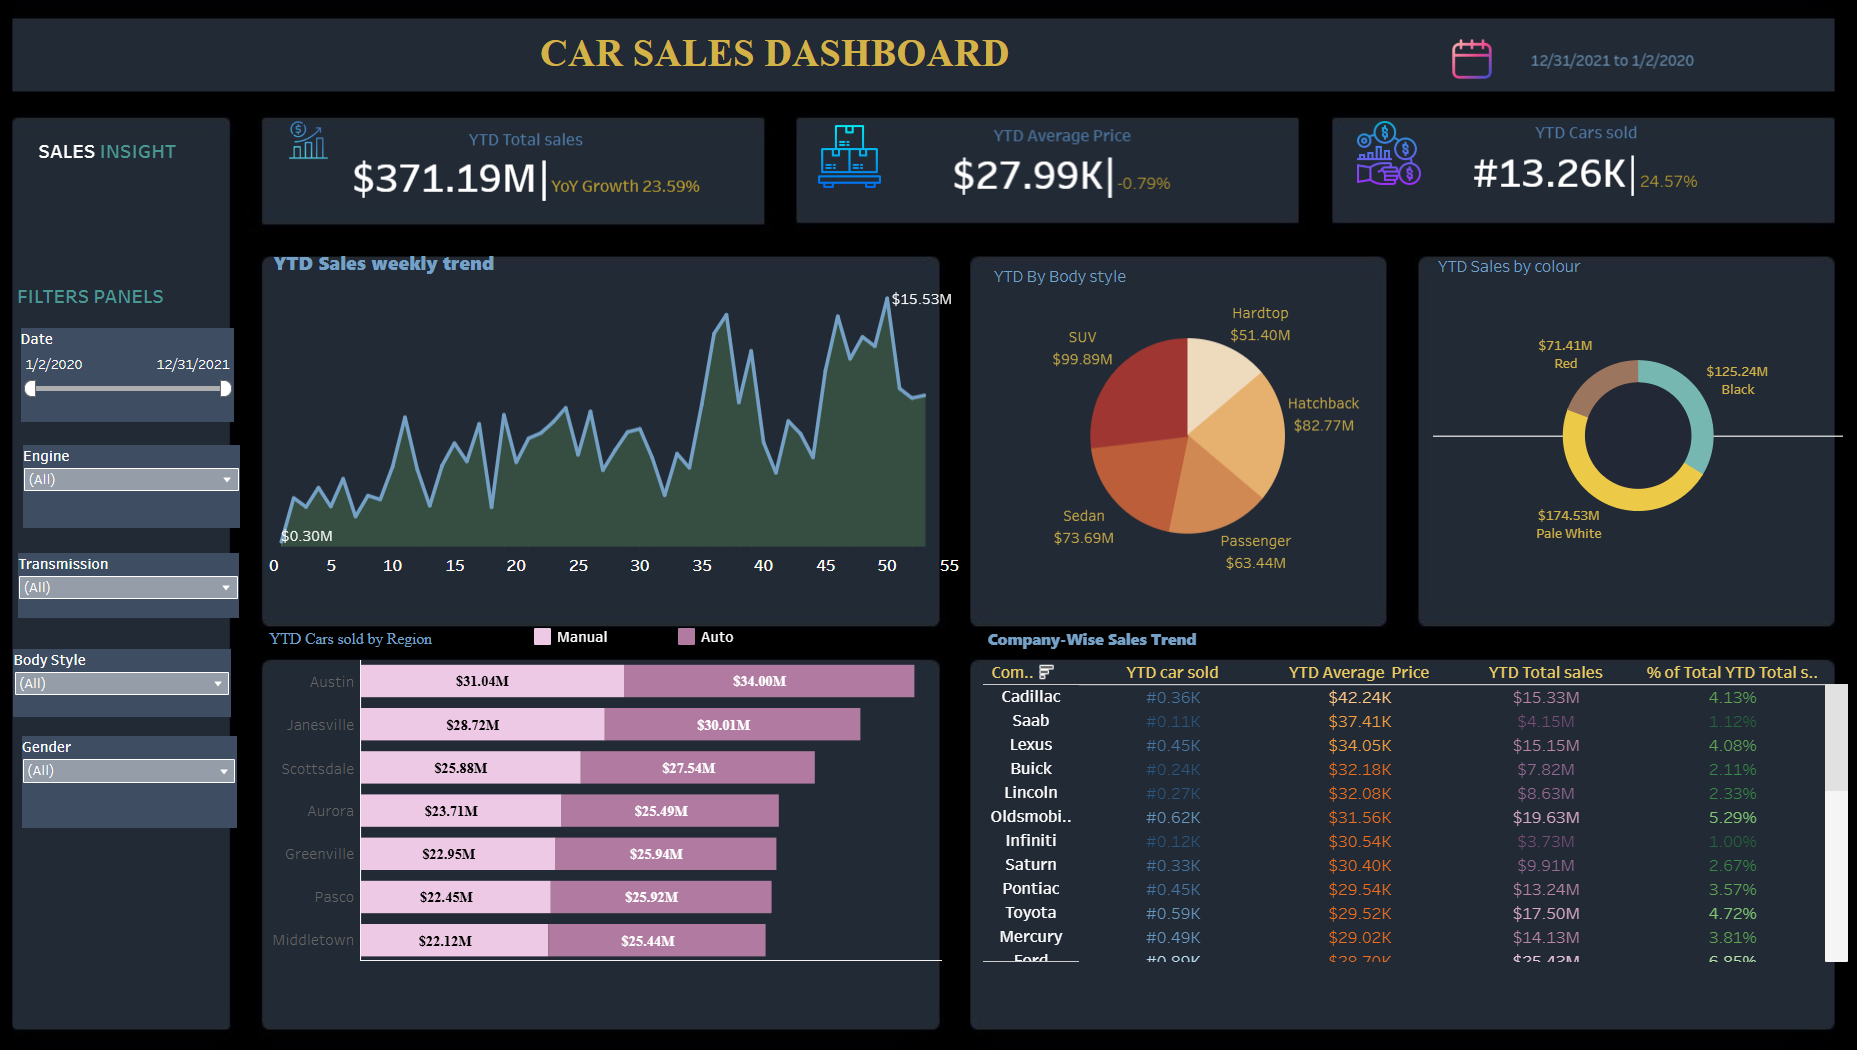 CAR SALES DASHBOARD
12/31/2021 to 1/2/2020
SALES INSIGHT
YTD Total sales
$371.19M| YoY Growth 23.59%
YTD Average Price
$27.99K| -0.79%
YTD Cars sold
#13.26K| 24.57%
FILTERS PANELS
Date
1/2/2020 12/31/2021
Engine
(All)
Transmission
(All)
Body Style
(All)
Gender
(All)
YTD Sales weekly trend
$15.53M
$0.30M
0 5 10 15 20 25 30 35 40 45 50 55
YTD By Body style
Hardtop
$51.40M
SUV
$99.89M
Hatchback
$82.77M
Sedan
$73.69M
Passenger
$63.44M
YTD Sales by colour
$71.41M
Red
$125.24M
Black
$174.53M
Pale White
YTD Cars sold by Region
Manual Auto
Austin $31.04M $34.00M
Janesville $28.72M $30.01M
Scottsdale $25.88M $27.54M
Aurora $23.71M $25.49M
Greenville $22.95M $25.94M
Pasco $22.45M $25.92M
Middletown $22.12M $25.44M
Company-Wise Sales Trend
Com.. YTD car sold YTD Average Price YTD Total sales % of Total YTD Total s..
Cadillac #0.36K $42.24K $15.33M 4.13%
Saab #0.11K $37.41K $4.15M 1.12%
Lexus #0.45K $34.05K $15.15M 4.08%
Buick #0.24K $32.18K $7.82M 2.11%
Lincoln #0.27K $32.08K $8.63M 2.33%
Oldsmobi.. #0.62K $31.56K $19.63M 5.29%
Infiniti #0.12K $30.54K $3.73M 1.00%
Saturn #0.33K $30.40K $9.91M 2.67%
Pontiac #0.45K $29.54K $13.24M 3.57%
Toyota #0.59K $29.52K $17.50M 4.72%
Mercury #0.49K $29.02K $14.13M 3.81%
Ford #0.89K $28.70K $25.43M 6.85%